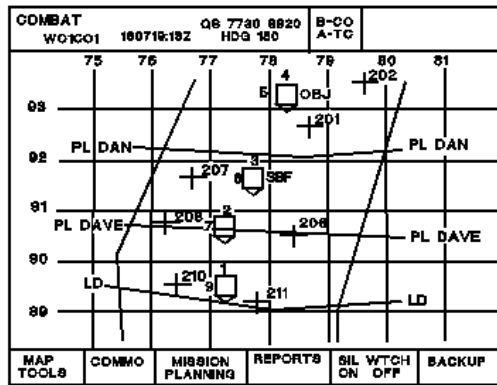 COMBAT QS 7730 8920 B-CO
WO1C01 160719:13Z HDG 180 A-TC
75 76 77 78 79 80 81
4
202
5 OBJ
93
201
PL DAN PL DAN
92
3
207
6 SBF
91
2
208
PL DAVE 7 206 PL DAVE
90
1
210
LD 9 211 LD
89
MAP COMMO MISSION REPORTS SIL WTCH BACKUP
TOOLS PLANNING ON OFF